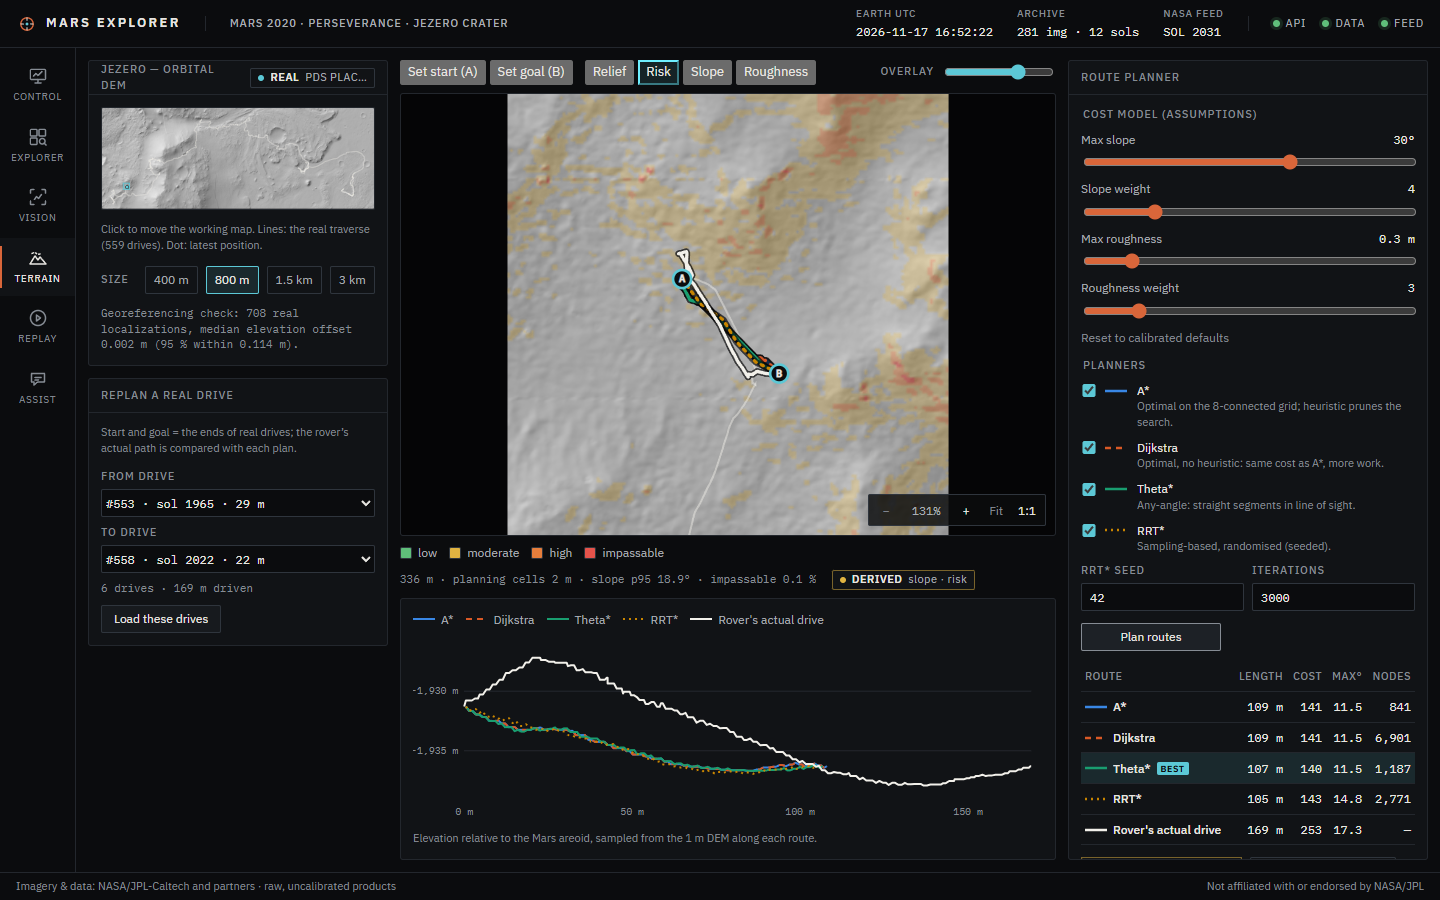 MARS EXPLORER
MARS 2020 · PERSEVERANCE · JEZERO CRATER
EARTH UTC
2026-11-17 16:52:22
ARCHIVE
281 img · 12 sols
NASA FEED
SOL 2031
API
DATA
FEED
CONTROL
EXPLORER
VISION
TERRAIN
REPLAY
ASSIST
JEZERO — ORBITAL
DEM
REAL PDS PLAC…
Click to move the working map. Lines: the real traverse
(559 drives). Dot: latest position.
SIZE
400 m
800 m
1.5 km
3 km
Georeferencing check: 708 real
localizations, median elevation offset
0.002 m (95 % within 0.114 m).
REPLAN A REAL DRIVE
Start and goal = the ends of real drives; the rover's
actual path is compared with each plan.
FROM DRIVE
#553 · sol 1965 · 29 m
TO DRIVE
#558 · sol 2022 · 22 m
6 drives · 169 m driven
Load these drives
Set start (A)
Set goal (B)
Relief
Risk
Slope
Roughness
OVERLAY
A
B
− 131% + Fit 1:1
low
moderate
high
impassable
336 m · planning cells 2 m · slope p95 18.9° · impassable 0.1 %
DERIVED slope · risk
A*
Dijkstra
Theta*
RRT*
Rover's actual drive
-1,930 m
-1,935 m
0 m
50 m
100 m
150 m
Elevation relative to the Mars areoid, sampled from the 1 m DEM along each route.
ROUTE PLANNER
COST MODEL (ASSUMPTIONS)
Max slope 30°
Slope weight 4
Max roughness 0.3 m
Roughness weight 3
Reset to calibrated defaults
PLANNERS
A*
Optimal on the 8-connected grid; heuristic prunes the
search.
Dijkstra
Optimal, no heuristic: same cost as A*, more work.
Theta*
Any-angle: straight segments in line of sight.
RRT*
Sampling-based, randomised (seeded).
RRT* SEED
ITERATIONS
42
3000
Plan routes
ROUTE LENGTH COST MAX° NODES
A* 109 m 141 11.5 841
Dijkstra 109 m 141 11.5 6,901
Theta* BEST 107 m 140 11.5 1,187
RRT* 105 m 143 14.8 2,771
Rover's actual drive 169 m 253 17.3 —
Imagery & data: NASA/JPL-Caltech and partners · raw, uncalibrated products
Not affiliated with or endorsed by NASA/JPL